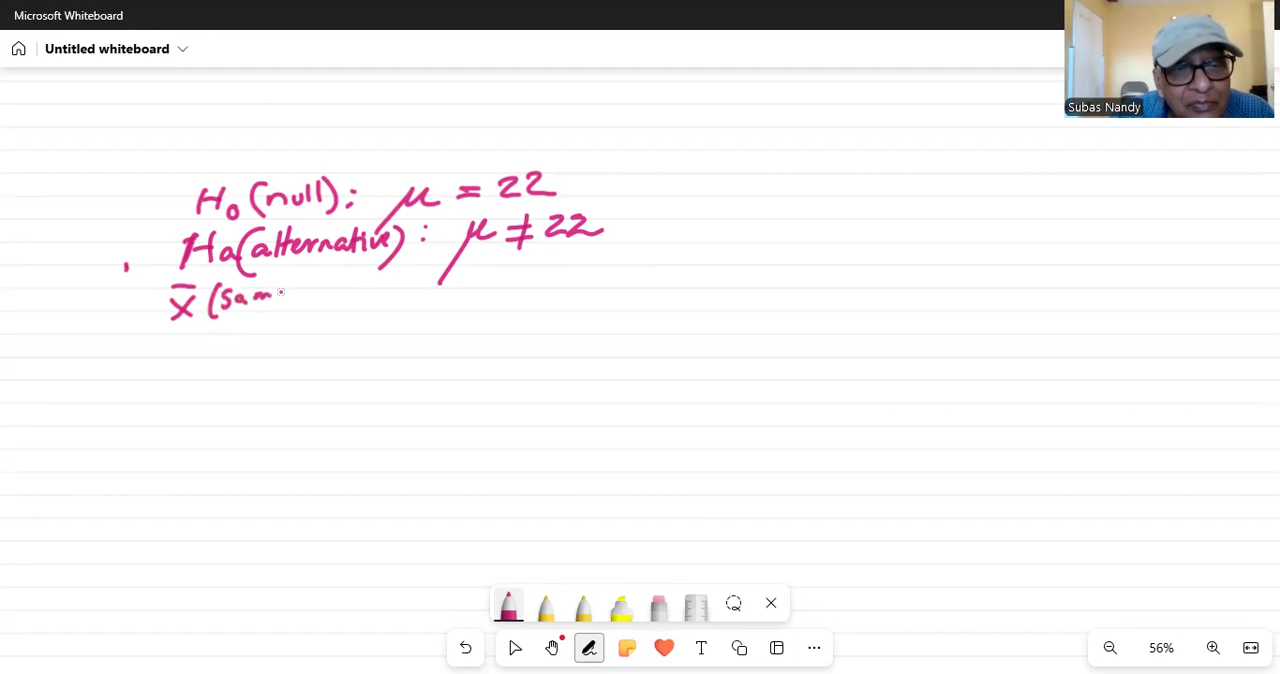 Microsoft Whiteboard
Untitled whiteboard
Subas Nandy
H₀ (null): μ = 22
Ha (alternative): μ ≠ 22
x̄ (Sam
56%